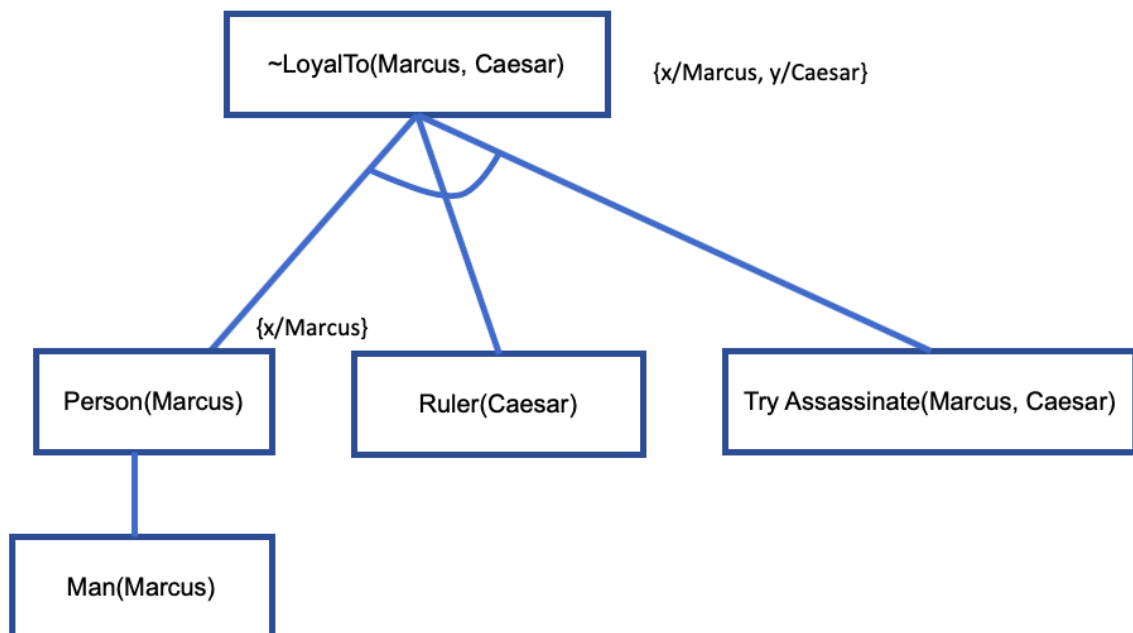 ~LoyalTo(Marcus, Caesar)
{x/Marcus, y/Caesar}
{x/Marcus}
Person(Marcus)
Ruler(Caesar)
Try Assassinate(Marcus, Caesar)
Man(Marcus)